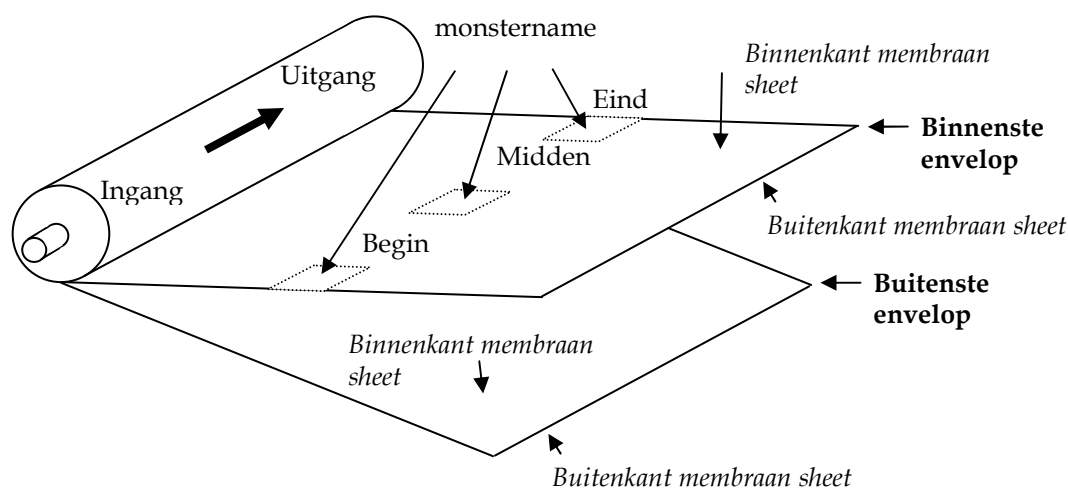 monstername
Binnenkant membraan
sheet
Uitgang
Eind
Binnenste
envelop
Midden
Ingang
Buitenkant membraan sheet
Begin
Buitenste
envelop
Binnenkant membraan
sheet
Buitenkant membraan sheet